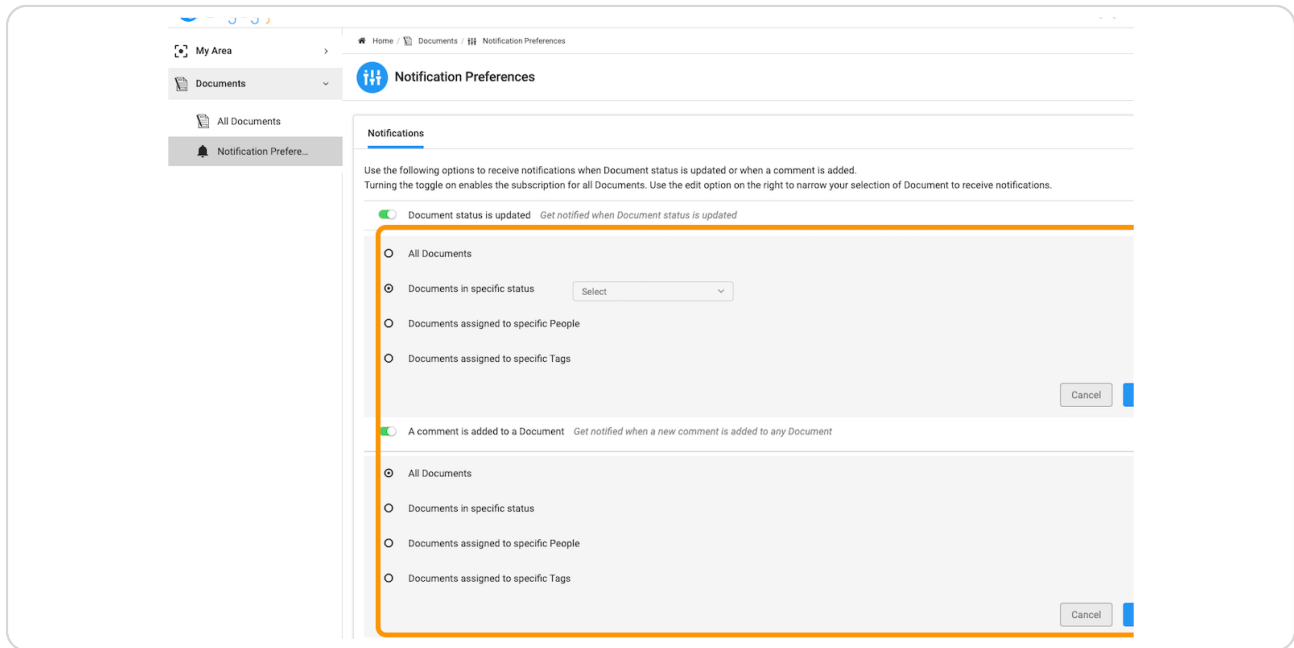 My Area
Home / Documents / Notification Preferences
Documents
Notification Preferences
All Documents
Notification Prefere...
Notifications
Use the following options to receive notifications when Document status is updated or when a comment is added.
Turning the toggle on enables the subscription for all Documents. Use the edit option on the right to narrow your selection of Document to receive notifications.
Document status is updated Get notified when Document status is updated
All Documents
Documents in specific status Select
Documents assigned to specific People
Documents assigned to specific Tags
Cancel
A comment is added to a Document Get notified when a new comment is added to any Document
All Documents
Documents in specific status
Documents assigned to specific People
Documents assigned to specific Tags
Cancel